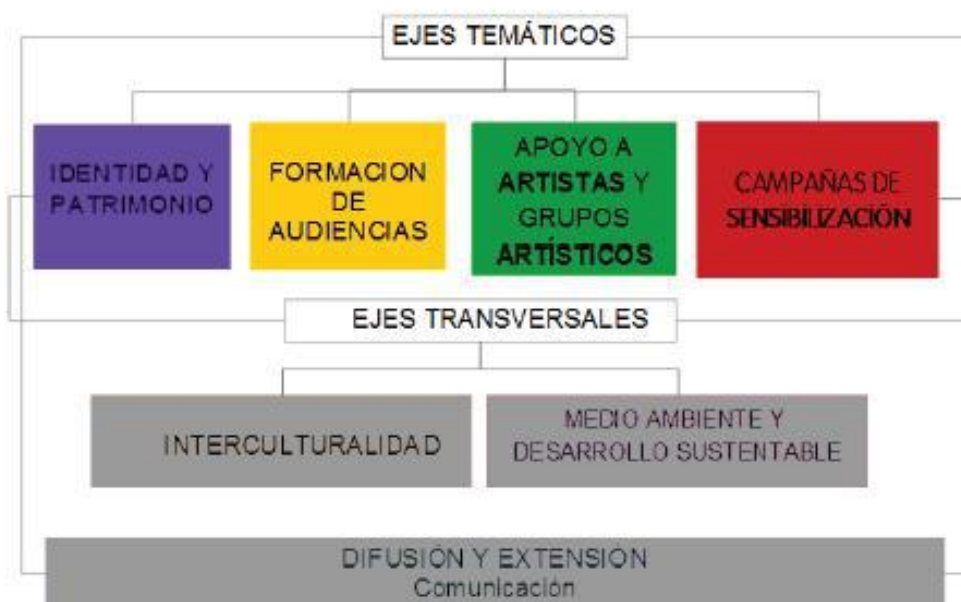 EJES TEMÁTICOS
IDENTIDAD Y
PATRIMONIO
FORMACION
DE
AUDIENCIAS
APOYO A
ARTISTAS Y
GRUPOS
ARTÍSTICOS
CAMPAÑAS DE
SENSIBILIZACIÓN
EJES TRANSVERSALES
INTERCULTURALIDAD
MEDIO AMBIENTE Y
DESARROLLO SUSTENTABLE
DIFUSIÓN Y EXTENSION
Comunicación